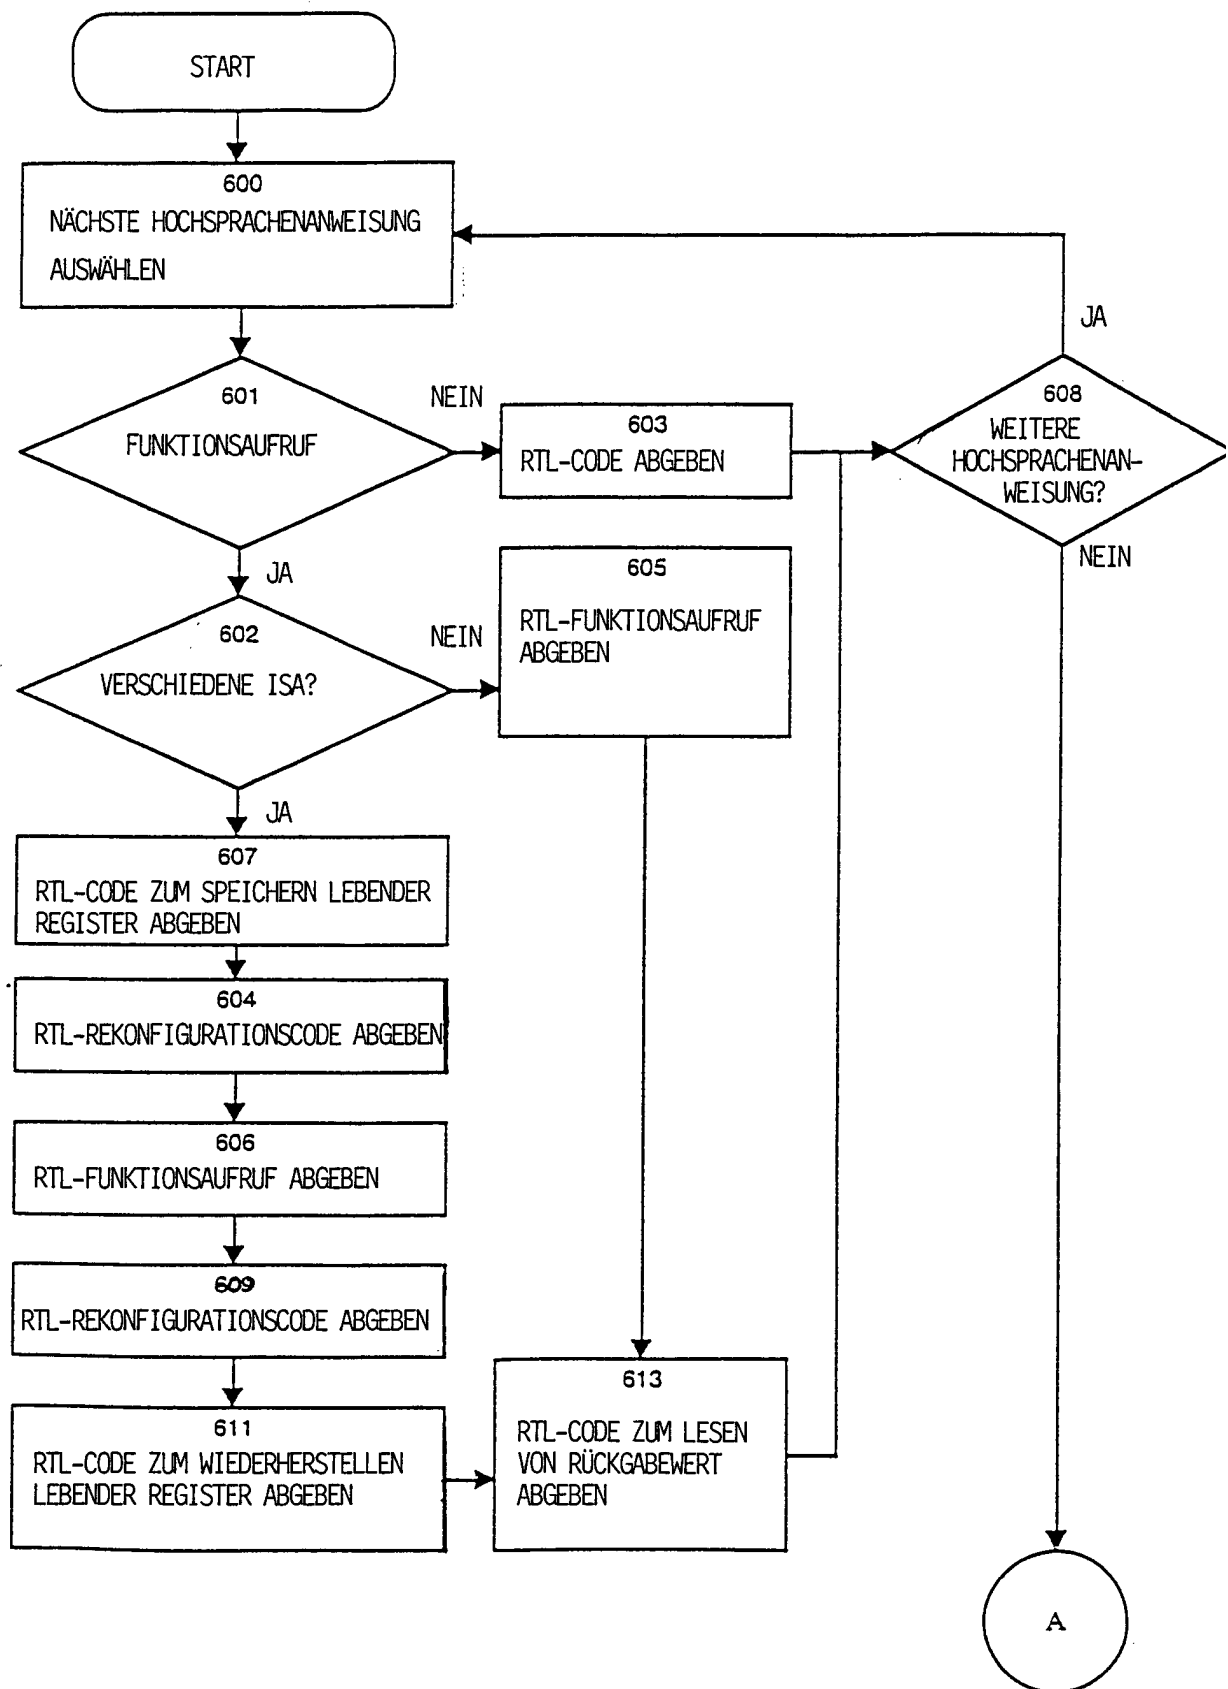 START
600
NÄCHSTE HOCHSPRACHENANWEISUNG
AUSWÄHLEN
JA
601
FUNKTIONSAUFRUF
NEIN
603
RTL-CODE ABGEBEN
608
WEITERE
HOCHSPRACHENAN-
WEISUNG?
NEIN
JA
602
VERSCHIEDENE ISA?
NEIN
605
RTL-FUNKTIONSAUFRUF
ABGEBEN
JA
607
RTL-CODE ZUM SPEICHERN LEBENDER
REGISTER ABGEBEN
604
RTL-REKONFIGURATIONSCODE ABGEBEN
606
RTL-FUNKTIONSAUFRUF ABGEBEN
609
RTL-REKONFIGURATIONSCODE ABGEBEN
611
RTL-CODE ZUM WIEDERHERSTELLEN
LEBENDER REGISTER ABGEBEN
613
RTL-CODE ZUM LESEN
VON RÜCKGABEWERT
ABGEBEN
A